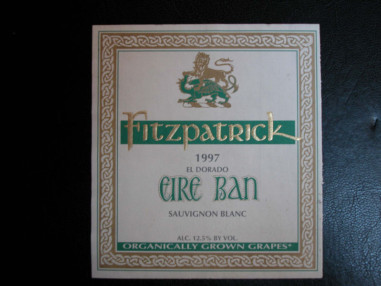 Fitzpatrick
1997
EL DORADO
EIRE BAN
SAUVIGNON BLANC
ALC. 12.5% BY VOL.
ORGANICALLY GROWN GRAPES*